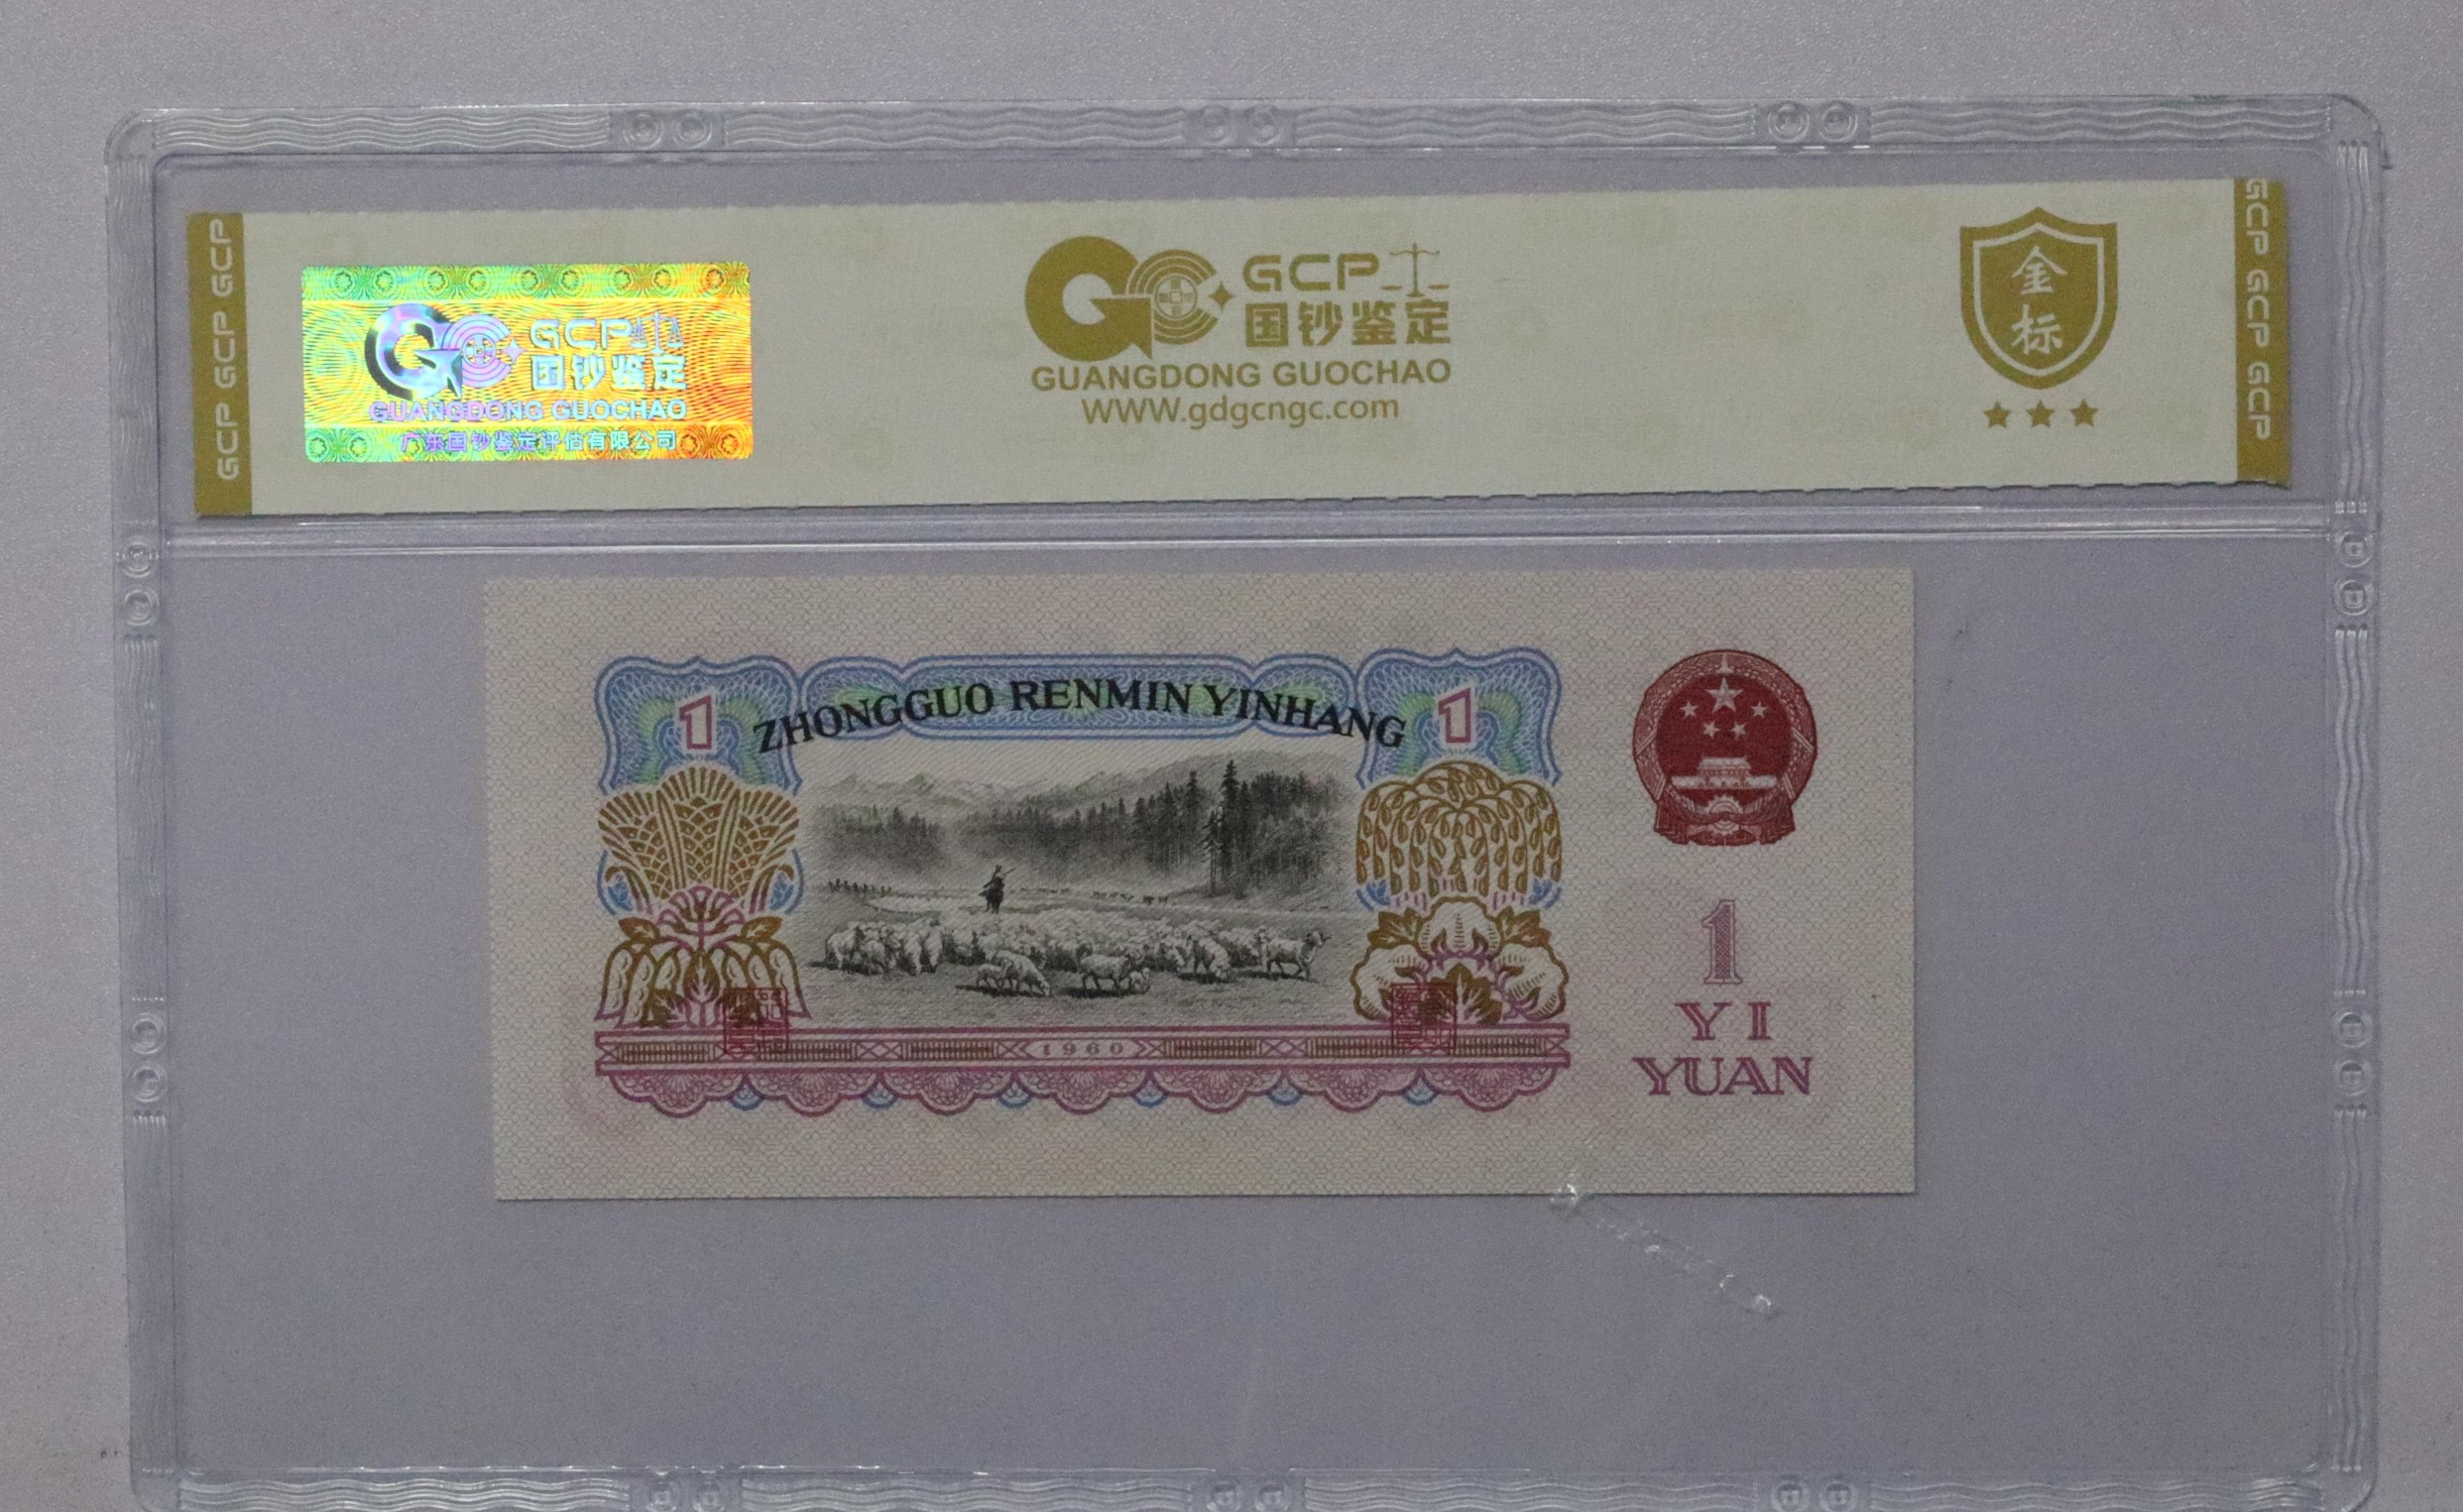 GCP GCP GCP
GCP
国钞鉴定
GUANGDONG GUOCHAO
广东国钞鉴定评估有限公司
GCP
国钞鉴定
GUANGDONG GUOCHAO
WWW.gdgcngc.com
金
标
GCP GCP GCP
1
ZHONGGUO RENMIN YINHANG
1
1960
1
YI
YUAN